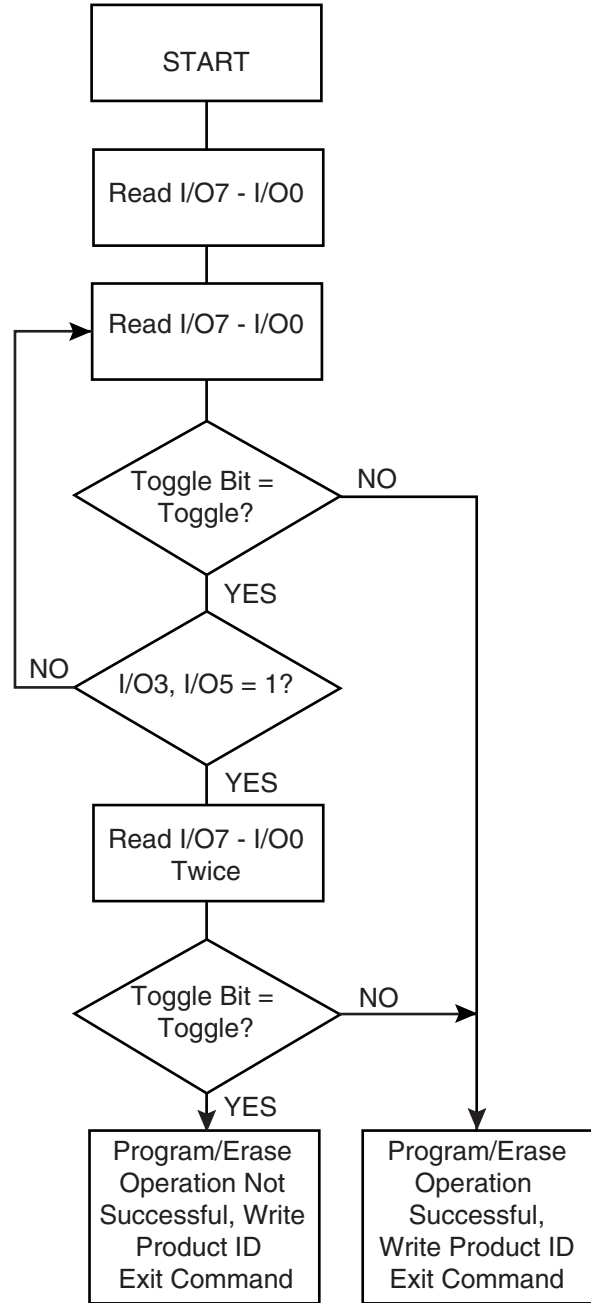 START
Read I/O7 - I/O0
Read I/O7 - I/O0
Toggle Bit =
Toggle?
NO
YES
NO
I/O3, I/O5 = 1?
YES
Read I/O7 - I/O0
Twice
Toggle Bit =
Toggle?
NO
YES
Program/Erase
Operation Not
Successful, Write
Product ID
Exit Command
Program/Erase
Operation
Successful,
Write Product ID
Exit Command